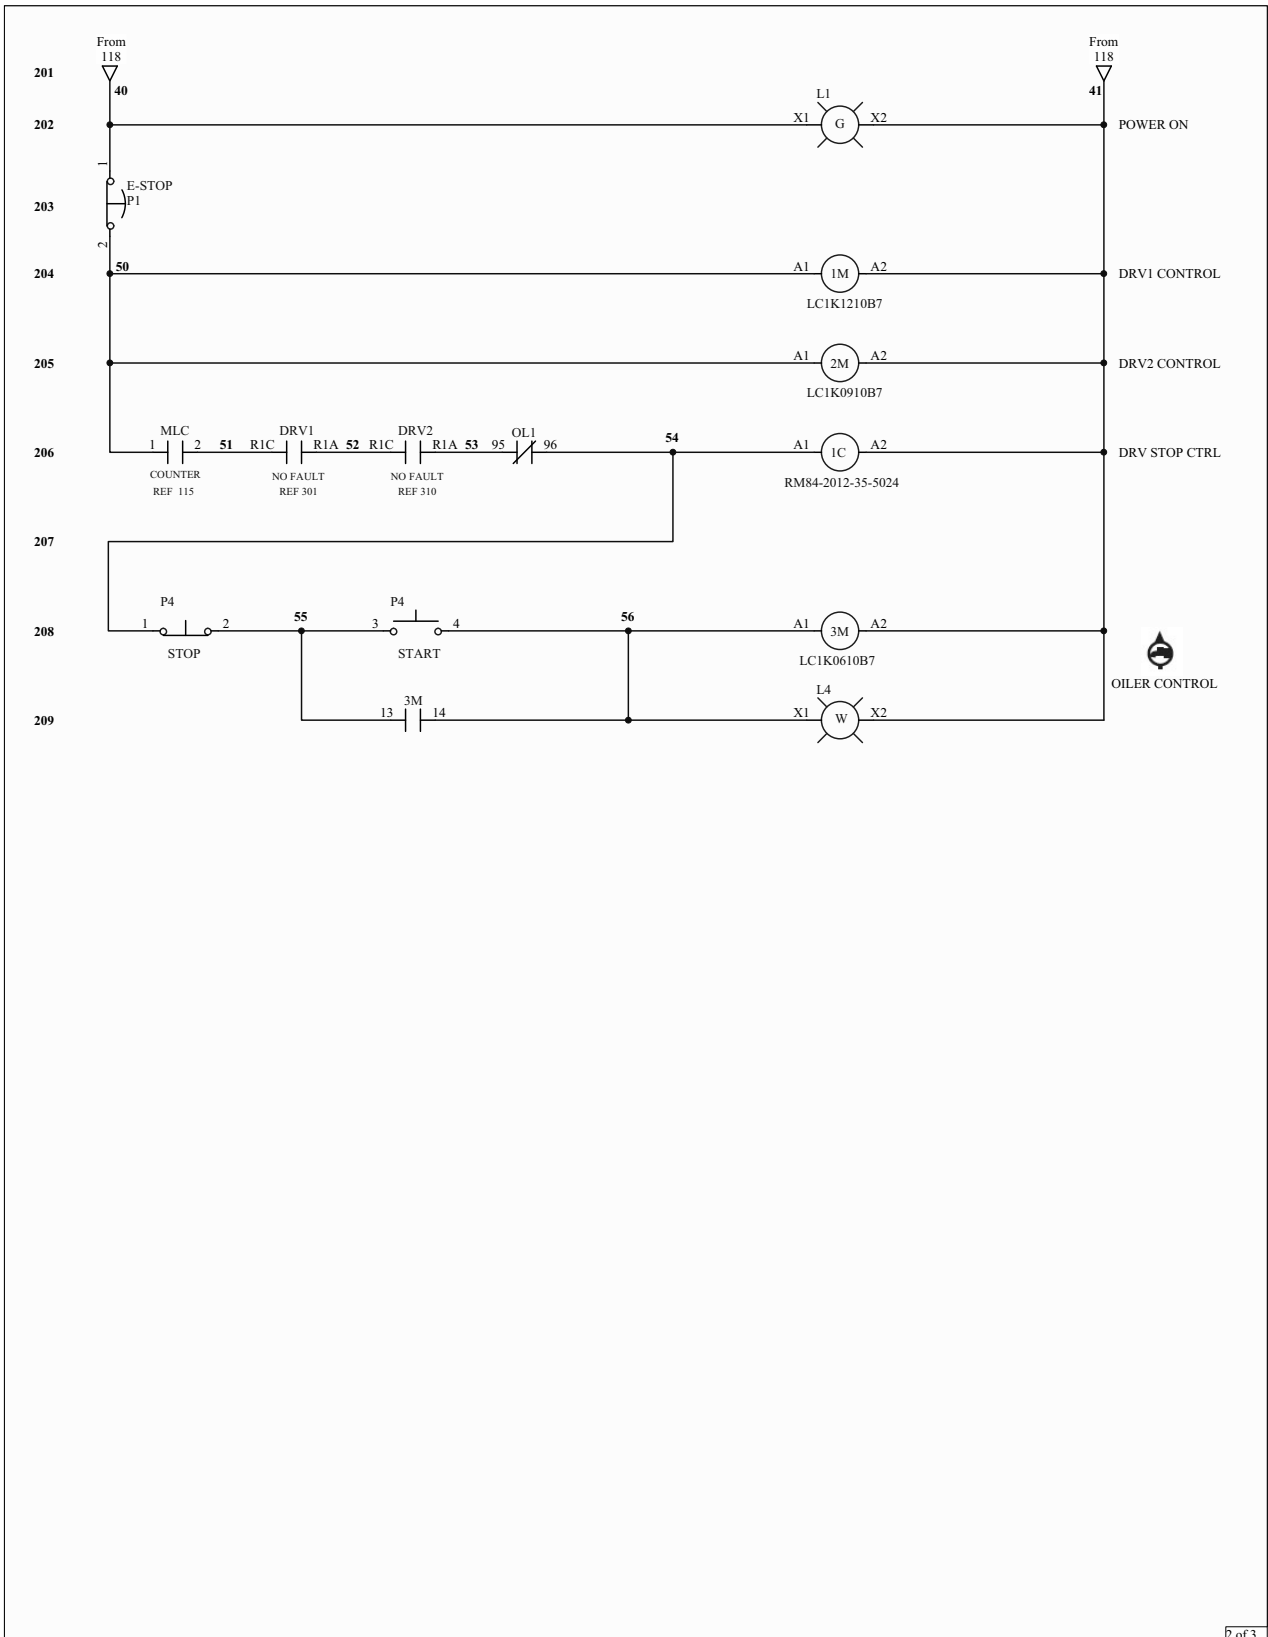 From
118
From
118
201
40
41
L1
202
X1
G
X2
POWER ON
1
E-STOP
P1
203
2
50
204
A1
1M
A2
DRV1 CONTROL
LC1K1210B7
205
A1
2M
A2
DRV2 CONTROL
LC1K0910B7
MLC
DRV1
DRV2
OL1
54
206
1
2
51
R1C
R1A
52
R1C
R1A
53
95
96
A1
1C
A2
DRV STOP CTRL
COUNTER
REF 115
NO FAULT
REF 301
NO FAULT
REF 310
RM84-2012-35-5024
207
P4
P4
55
56
208
1
2
3
4
A1
3M
A2
STOP
START
LC1K0610B7
OILER CONTROL
3M
L4
209
13
14
X1
W
X2
2 of 3